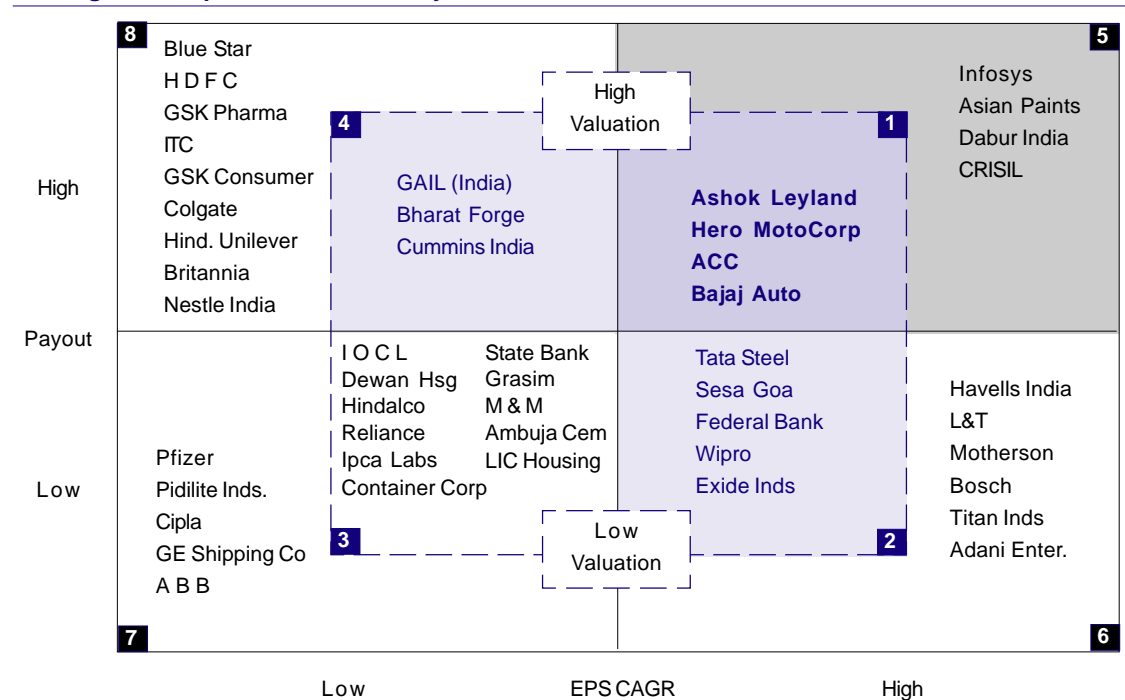 8
Blue Star
H D F C
GSK Pharma
ITC
GSK Consumer
Colgate
Hind. Unilever
Britannia
Nestle India
High
Valuation
5
Infosys
Asian Paints
Dabur India
CRISIL
4
GAIL (India)
Bharat Forge
Cummins India
1
Ashok Leyland
Hero MotoCorp
ACC
Bajaj Auto
High
Payout
Low
I O C L
Dewan Hsg
Hindalco
Reliance
Ipca Labs
Container Corp
State Bank
Grasim
M & M
Ambuja Cem
LIC Housing
3
Tata Steel
Sesa Goa
Federal Bank
Wipro
Exide Inds
2
Low
Valuation
Pfizer
Pidilite Inds.
Cipla
GE Shipping Co
A B B
7
Havells India
L&T
Motherson
Bosch
Titan Inds
Adani Enter.
6
Low
EPS CAGR
High